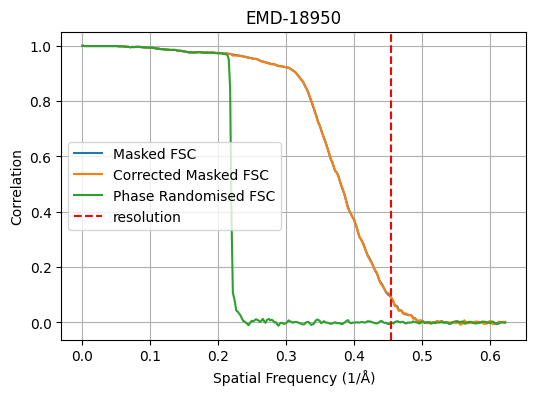 EMD-18950
1.0
0.8
0.6
0.4
0.2
0.0
Correlation
Masked FSC
Corrected Masked FSC
Phase Randomised FSC
resolution
0.0 0.1 0.2 0.3 0.4 0.5 0.6
Spatial Frequency (1/Å)